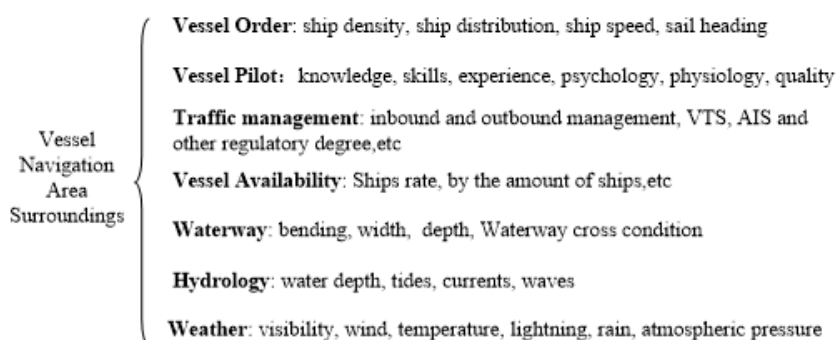 Vessel Navigation Area Surroundings
Vessel Order: ship density, ship distribution, ship speed, sail heading
Vessel Pilot： knowledge, skills, experience, psychology, physiology, quality
Traffic management: inbound and outbound management, VTS, AIS and
other regulatory degree,etc
Vessel Availability: Ships rate, by the amount of ships,etc
Waterway: bending, width, depth, Waterway cross condition
Hydrology: water depth, tides, currents, waves
Weather: visibility, wind, temperature, lightning, rain, atmospheric pressure